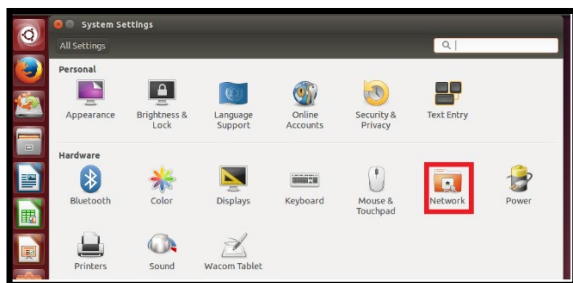 System Settings
All Settings
Personal
Appearance
Brightness &
Lock
Language
Support
Online
Accounts
Security &
Privacy
Text Entry
Hardware
Bluetooth
Color
Displays
Keyboard
Mouse &
Touchpad
Network
Power
Printers
Sound
Wacom Tablet